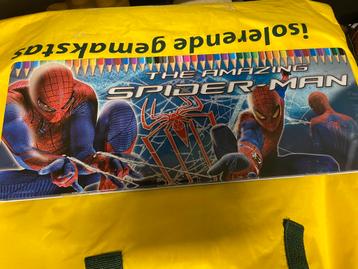 isolerende gemakstas
THE AMAZING
SPIDER-MAN